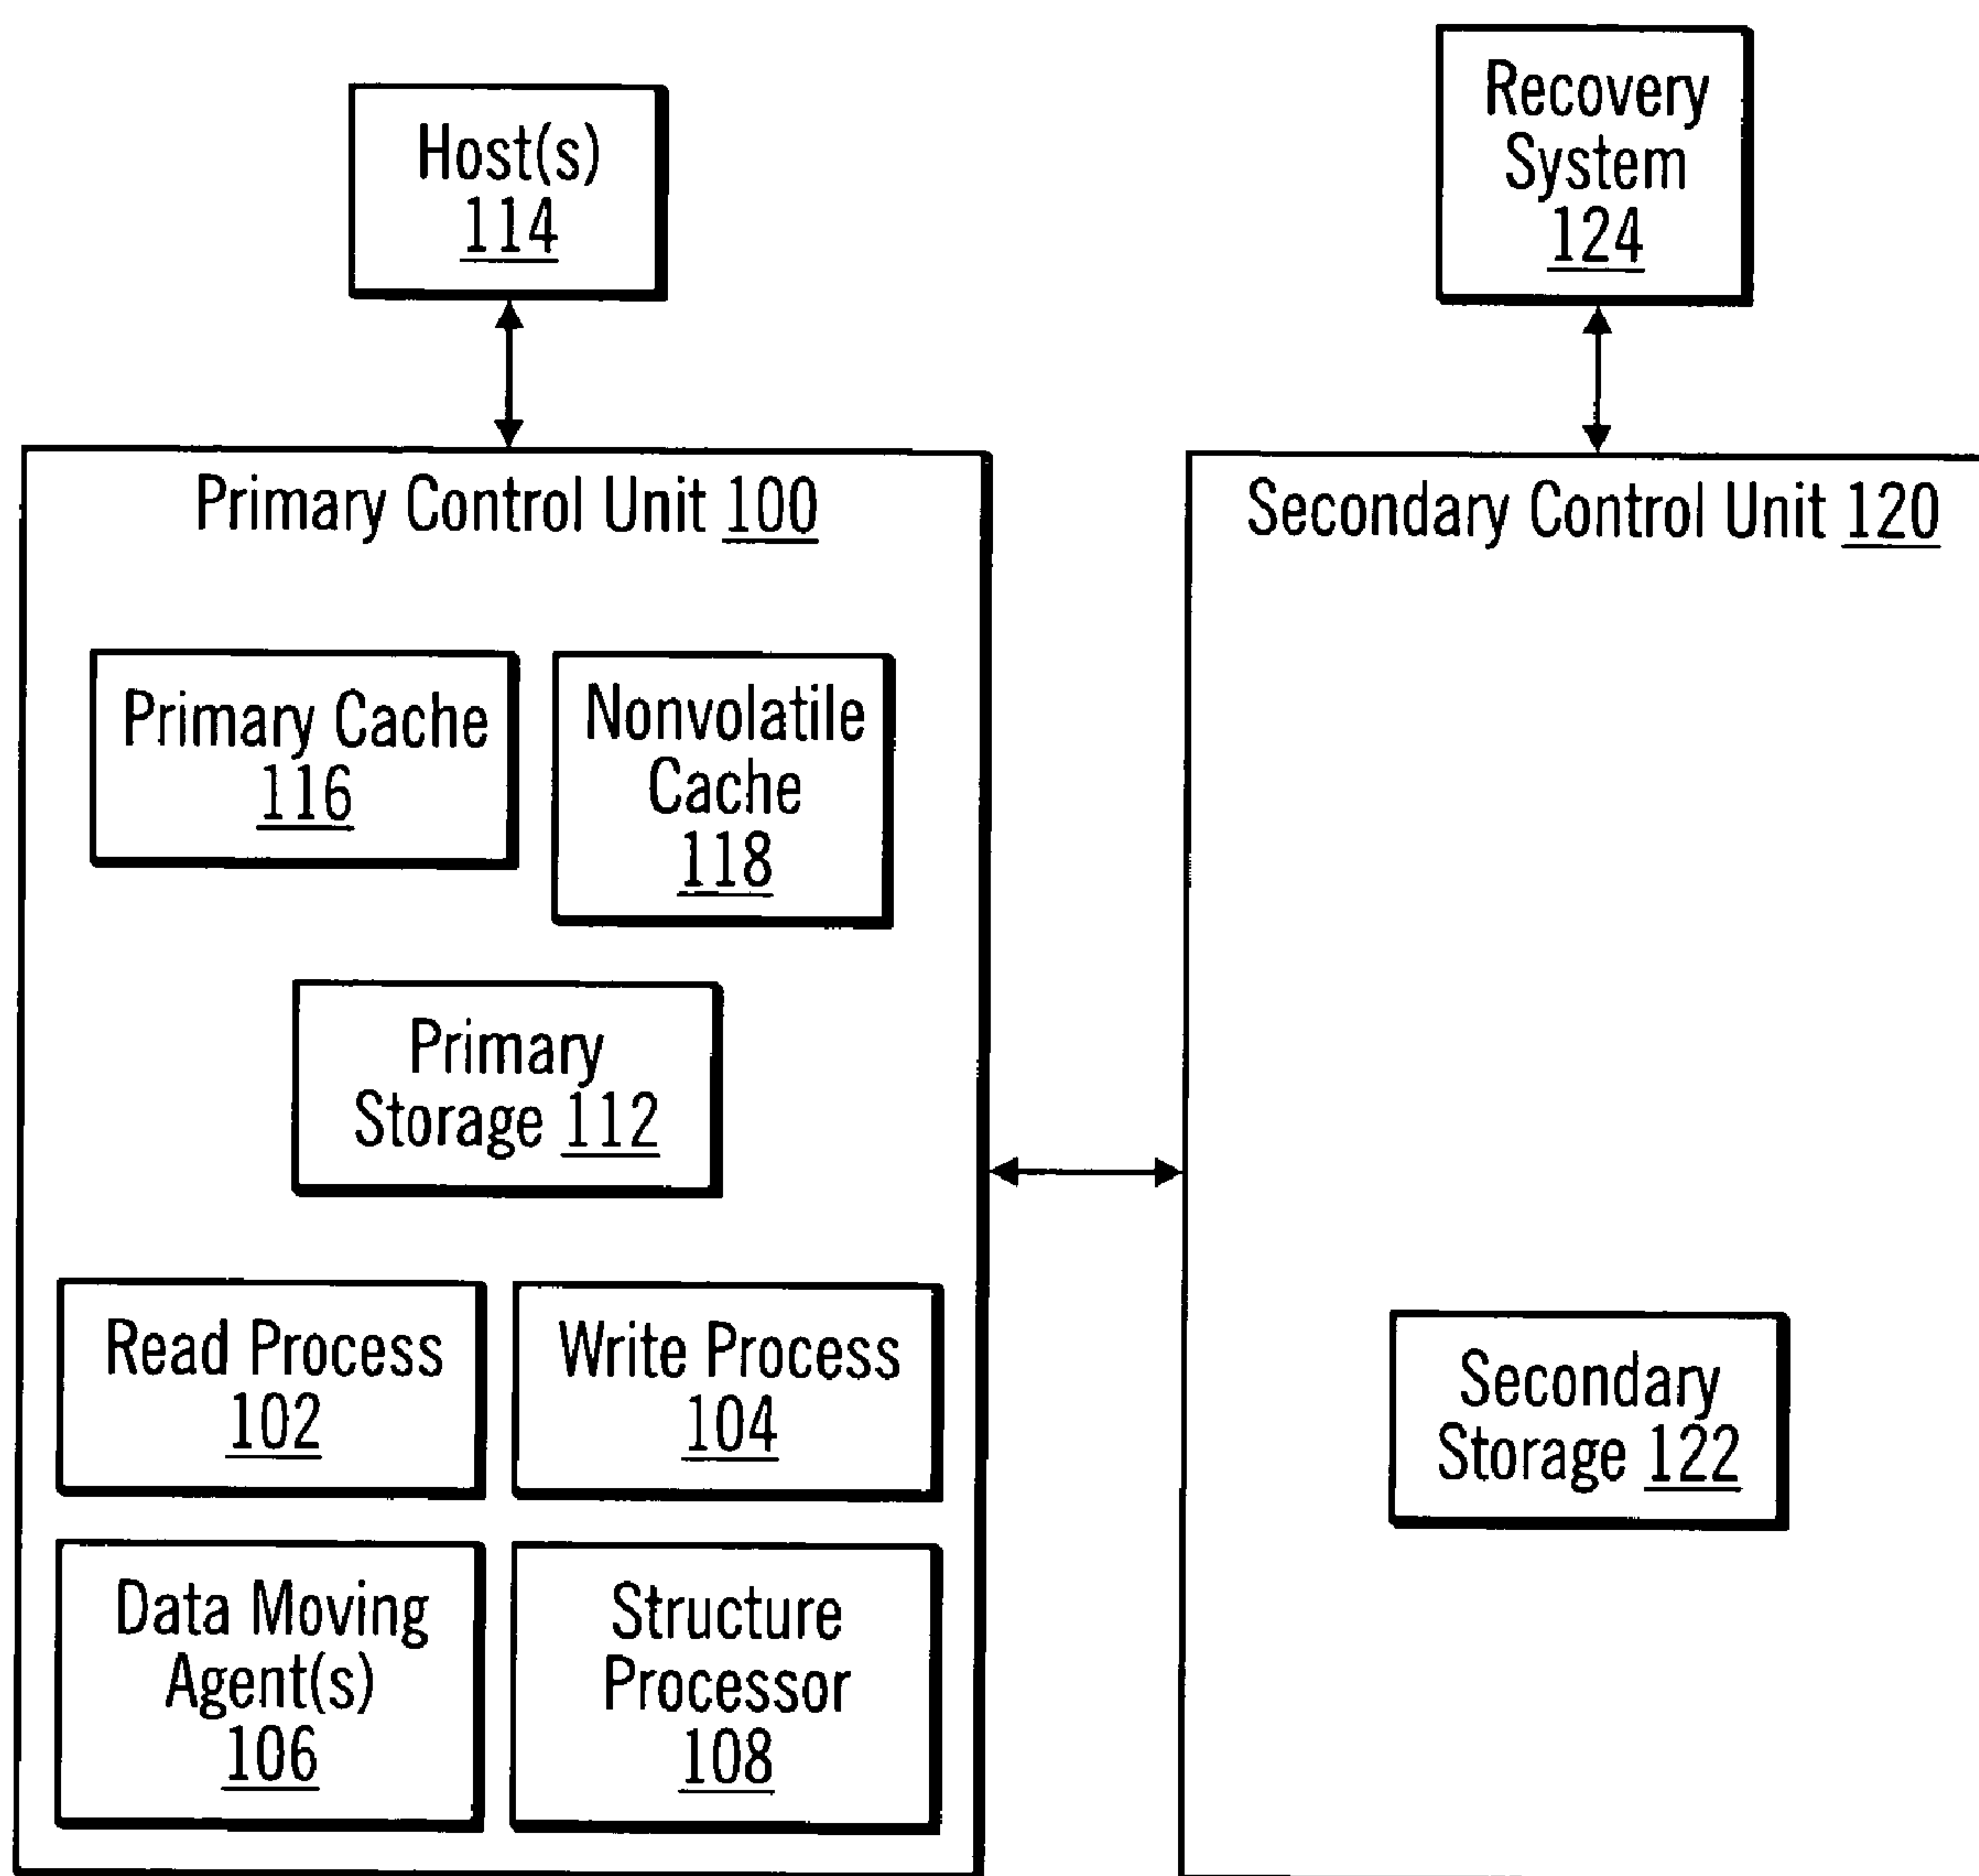 Host(s)
114
Recovery
System
124
Primary Control Unit 100
Secondary Control Unit 120
Primary Cache
116
Nonvolatile
Cache
118
Primary
Storage 112
Read Process
102
Write Process
104
Secondary
Storage 122
Data Moving
Agent(s)
106
Structure
Processor
108